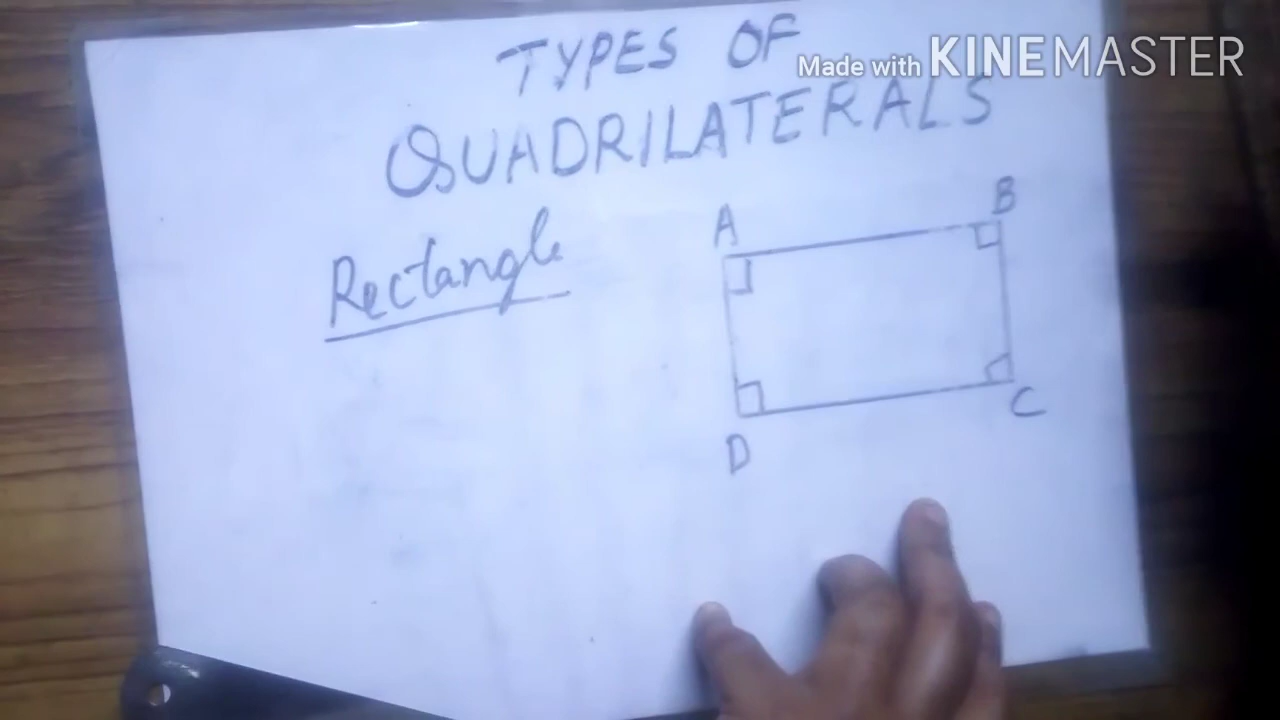 TYPES OF
Made with KINEMASTER
QUADRILATERALS
Rectangle
A
B
C
D